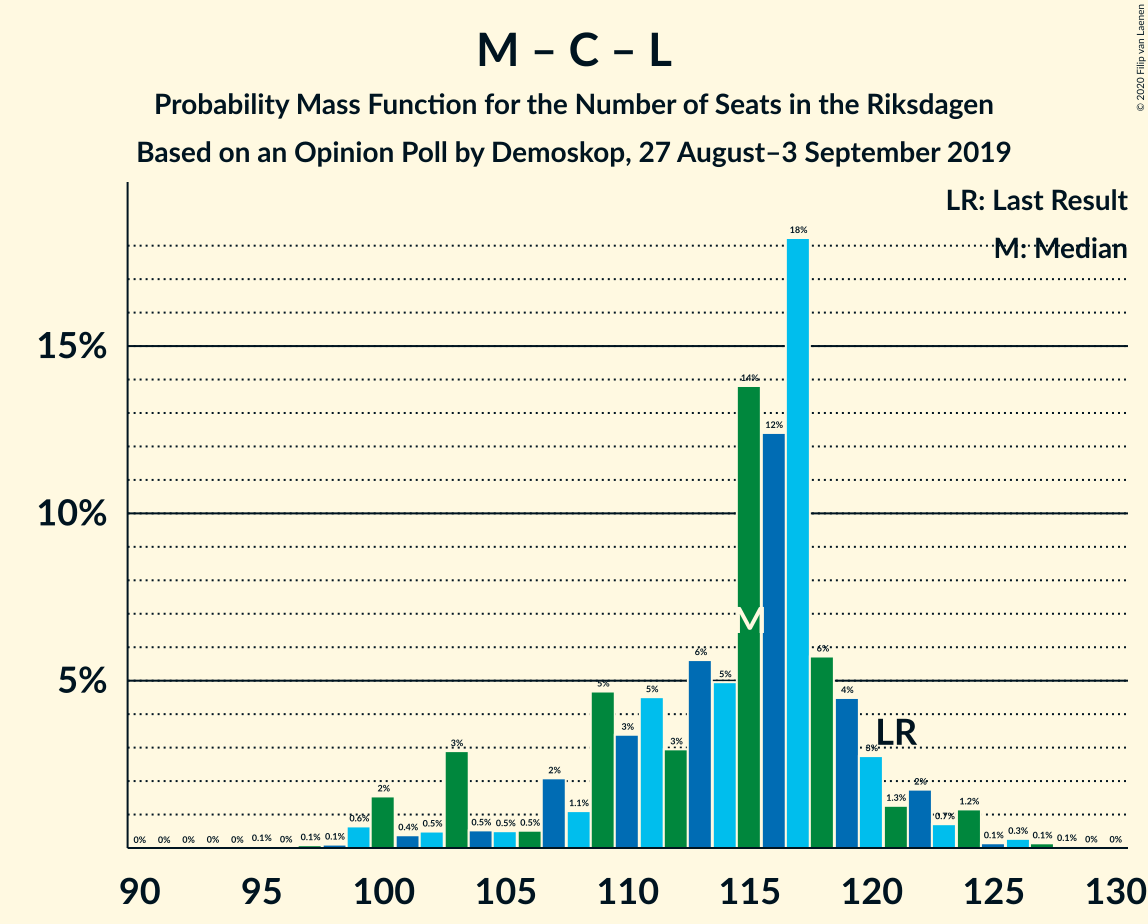 M – C – L
Probability Mass Function for the Number of Seats in the Riksdagen
Based on an Opinion Poll by Demoskop, 27 August–3 September 2019
© 2020 Filip van Laenen
LR: Last Result
M: Median
15%
10%
5%
0% 0% 0% 0% 0% 0.1% 0% 0.1% 0.1% 0.6% 2% 0.4% 0.5% 3% 0.5% 0.5% 0.5% 2% 1.1% 5% 3% 5% 3% 6% 5% 14% 12% 18% 6% 4% 3% 1.3% 2% 0.7% 1.2% 0.1% 0.3% 0.1% 0.1% 0% 0%
M
LR
90 95 100 105 110 115 120 125 130